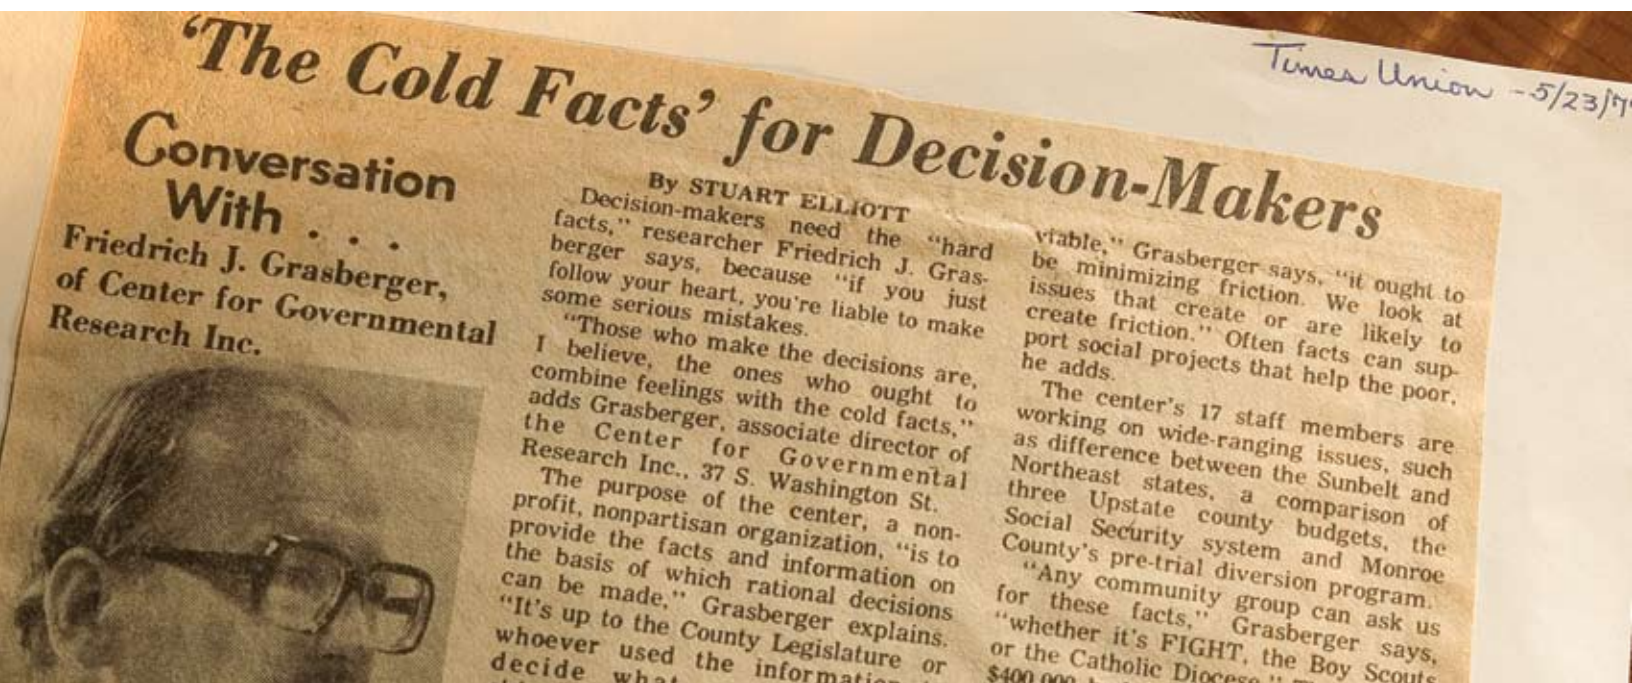 Times Union - 5/23/7
'The Cold Facts' for Decision-Makers
Conversation
With . . .
Friedrich J. Grasberger,
of Center for Governmental
Research Inc.
By STUART ELLIOTT
Decision-makers need the "hard
facts," researcher Friedrich J. Gras-
berger says, because "if you just
follow your heart, you're liable to make
some serious mistakes.
"Those who make the decisions are,
I believe, the ones who ought to
combine feelings with the cold facts,"
adds Grasberger, associate director of
the Center for Governmental
Research Inc., 37 S. Washington St.
The purpose of the center, a non-
profit, nonpartisan organization, "is to
provide the facts and information on
the basis of which rational decisions
can be made," Grasberger explains.
"It's up to the County Legislature or
whoever used the information
decide what
viable," Grasberger says, "it ought to
be minimizing friction. We look at
issues that create or are likely to
create friction." Often facts can sup-
port social projects that help the poor,
he adds.
The center's 17 staff members are
working on wide-ranging issues, such
as difference between the Sunbelt and
Northeast states, a comparison of
three Upstate county budgets, the
Social Security system and Monroe
County's pre-trial diversion program.
"Any community group can ask us
for these facts," Grasberger says,
"whether it's FIGHT, the Boy Scouts
or the Catholic Diocese."
$400,000